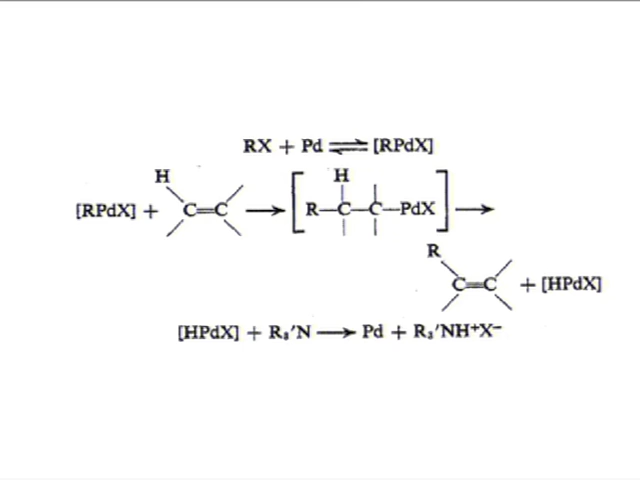 RX + Pd ⇌ [RPdX]
H H
[RPdX] + C=C → [ R—C—C—PdX ] →
R
C=C + [HPdX]
[HPdX] + R₃'N → Pd + R₃'NH⁺X⁻